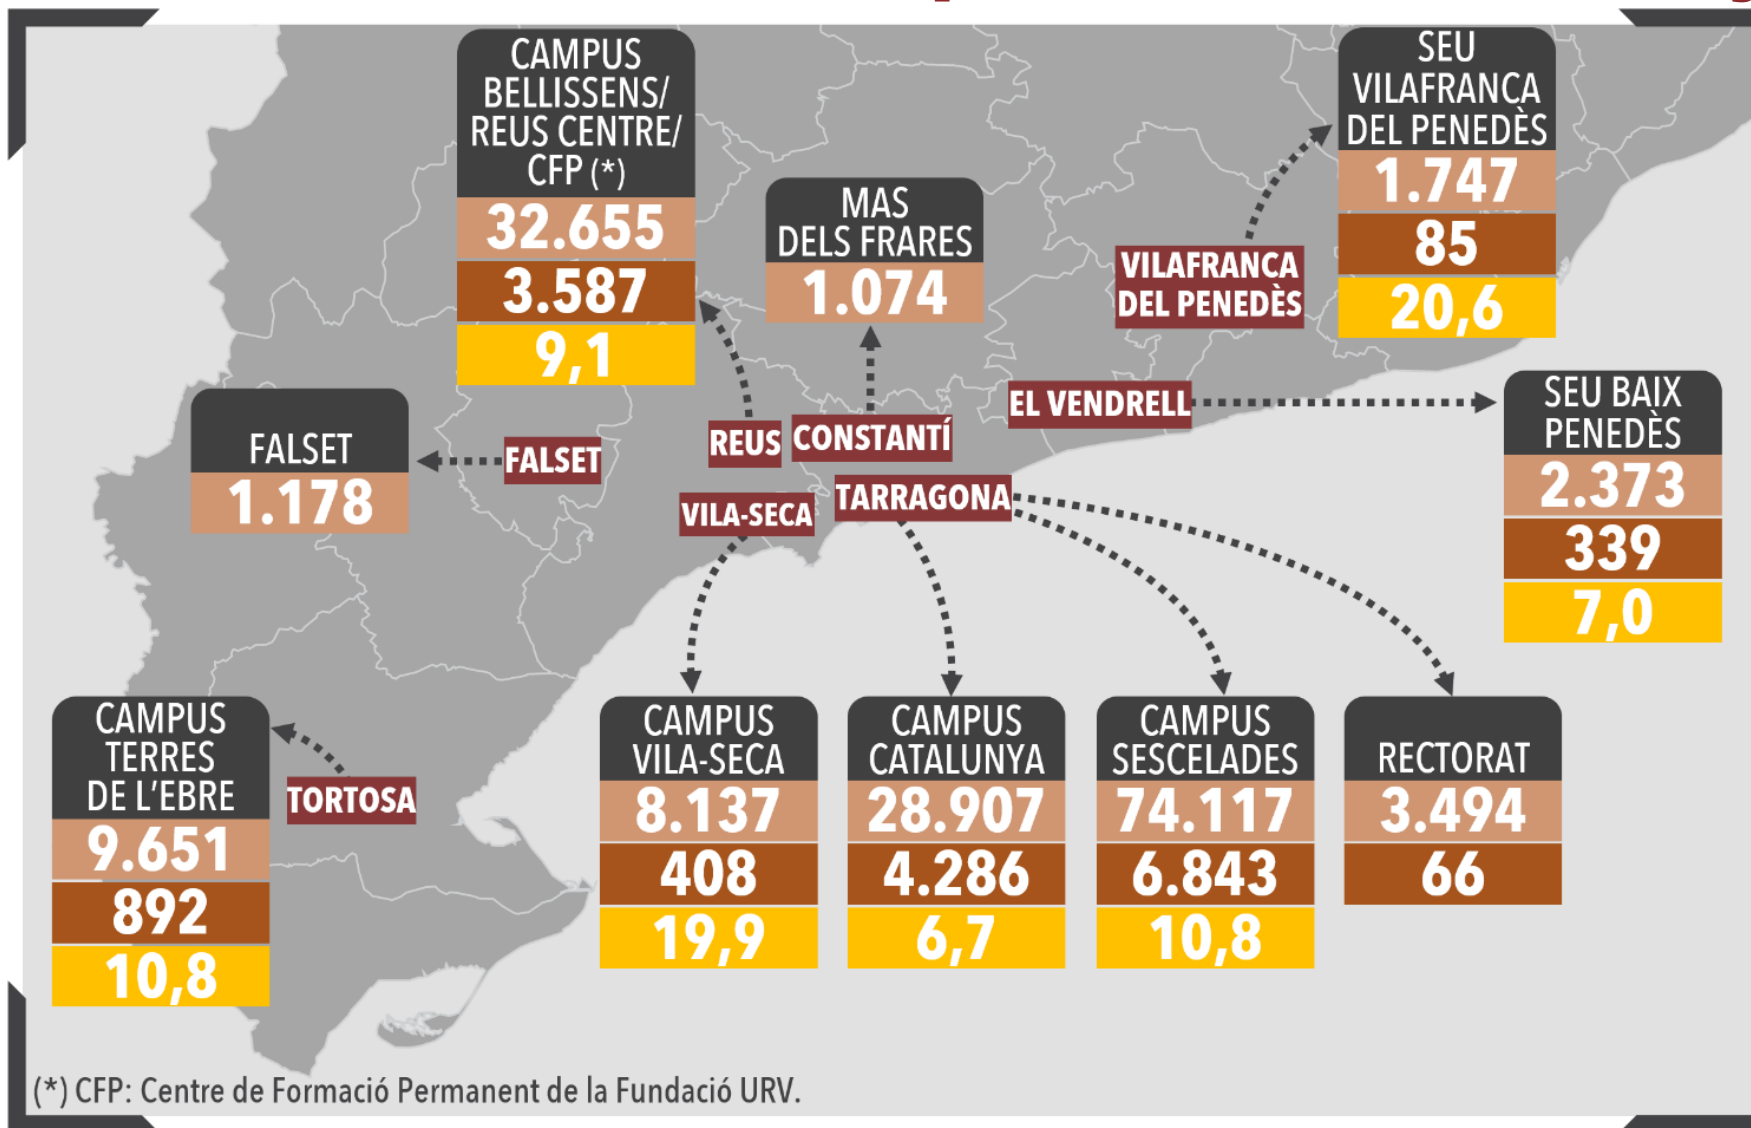 CAMPUS
BELLISSENS/
REUS CENTRE/
CFP (*)
32.655
3.587
9,1
MAS
DELS FRARES
1.074
SEU
VILAFRANCA
DEL PENEDÈS
1.747
85
20,6
VILAFRANCA
DEL PENEDÈS
EL VENDRELL
SEU BAIX
PENEDÈS
2.373
339
7,0
FALSET
1.178
FALSET
REUS
CONSTANTÍ
VILA-SECA
TARRAGONA
CAMPUS
TERRES
DE L'EBRE
9.651
892
10,8
TORTOSA
CAMPUS
VILA-SECA
8.137
408
19,9
CAMPUS
CATALUNYA
28.907
4.286
6,7
CAMPUS
SESCELADES
74.117
6.843
10,8
RECTORAT
3.494
66
(*) CFP: Centre de Formació Permanent de la Fundació URV.